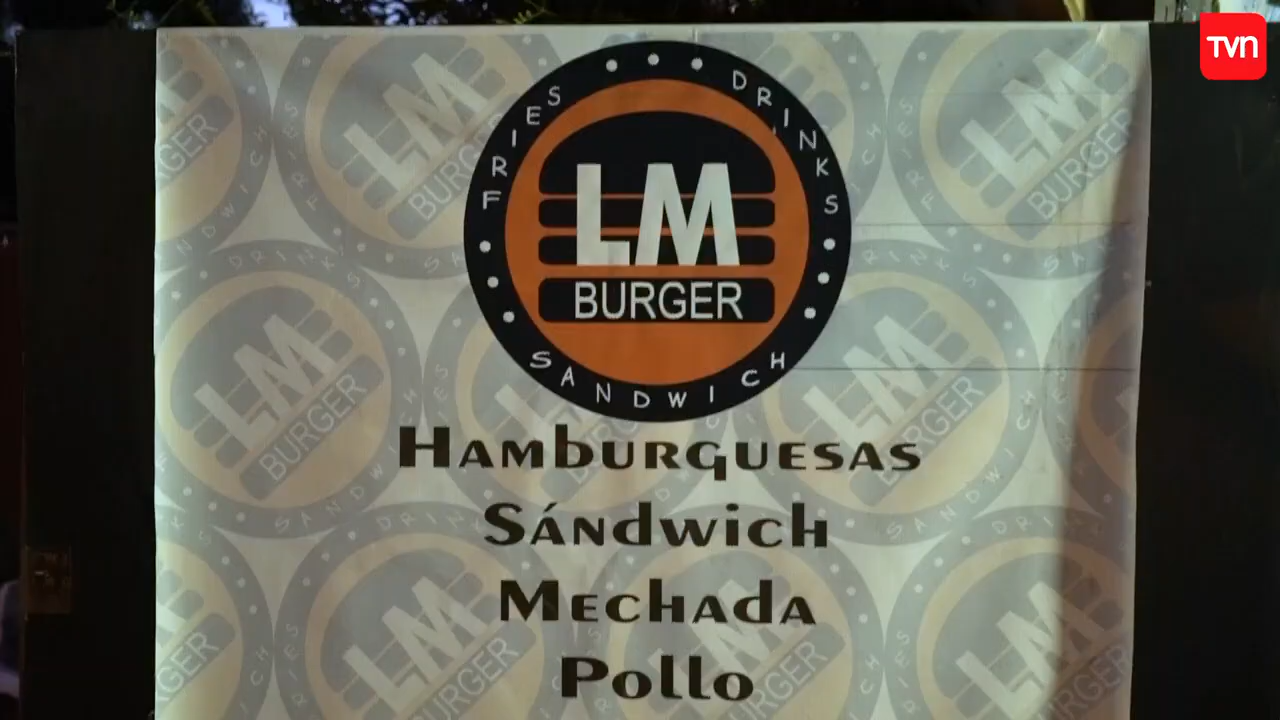 TVN
FRIES DRINKS
LM
BURGER
SANDWICH
HAMBURGUESAS
SÁNDWICH
MECHADA
POLLO